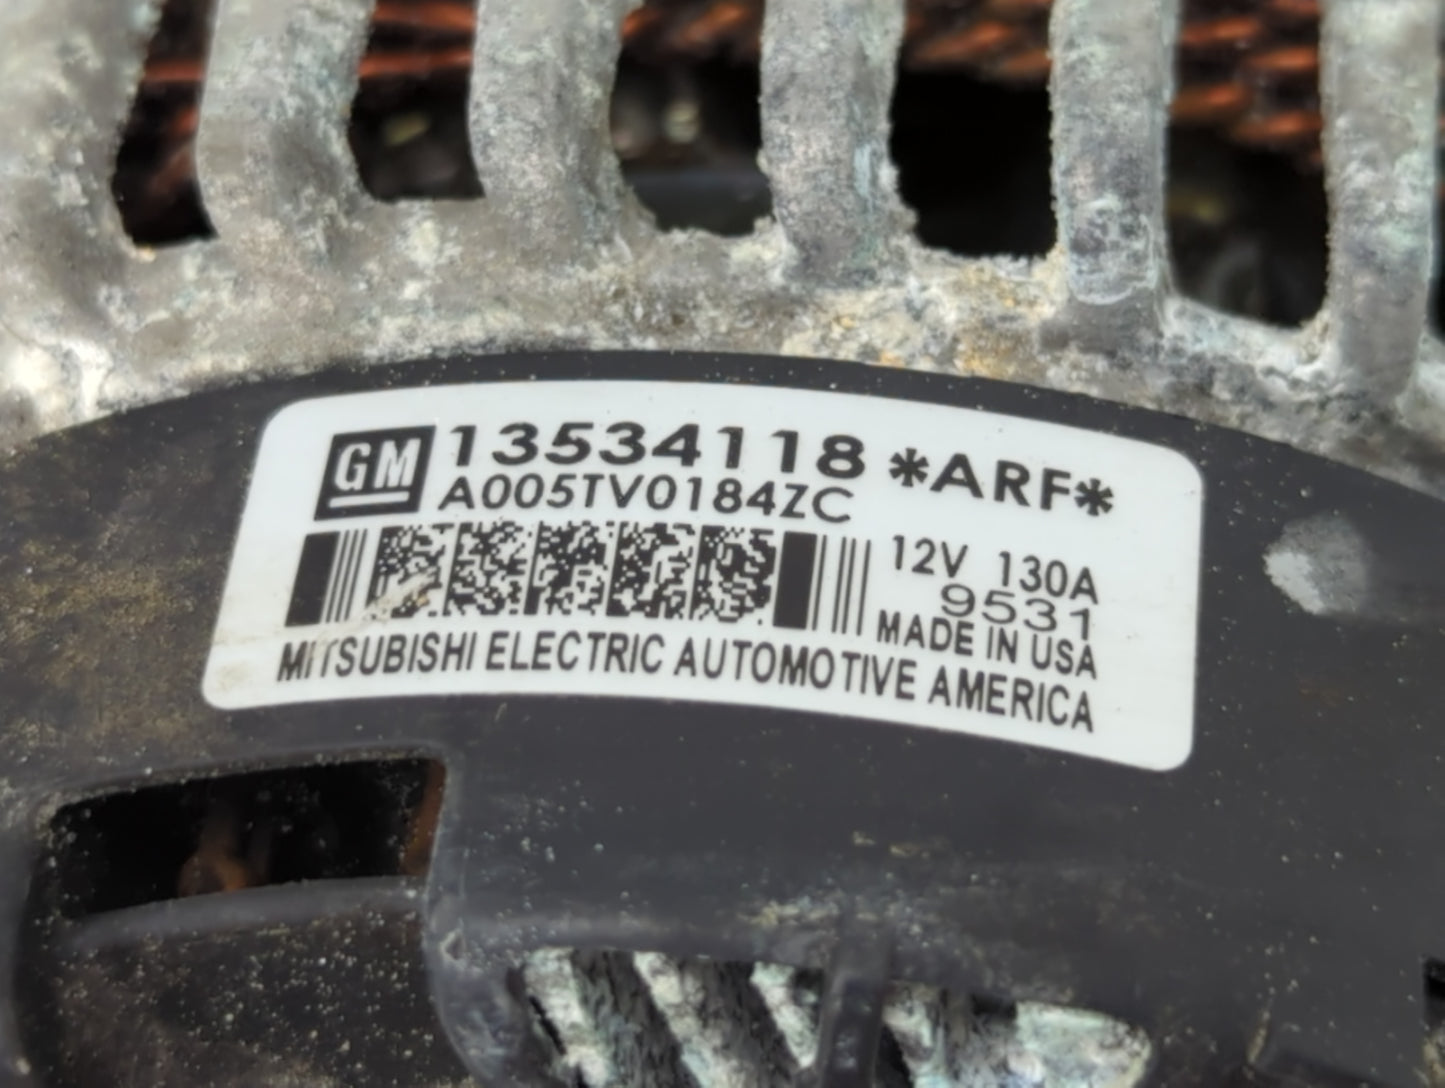 GM 13534118 *ARF*
A005TV0184ZC
12V 130A
9531
MADE IN USA
MITSUBISHI ELECTRIC AUTOMOTIVE AMERICA